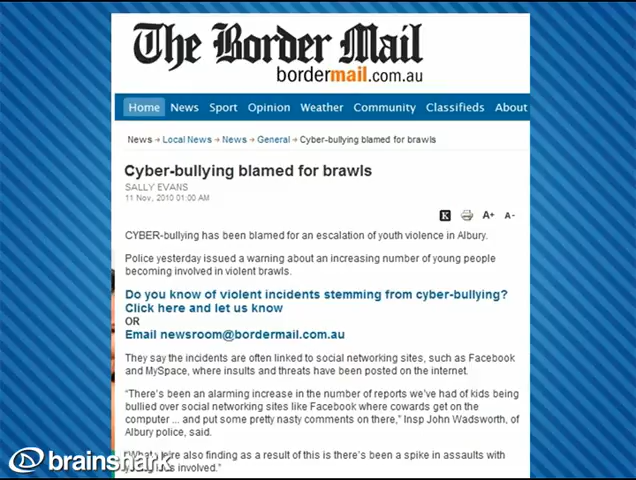 The Border Mail
bordermail.com.au
Home News Sport Opinion Weather Community Classifieds About
News → Local News → News → General → Cyber-bullying blamed for brawls
Cyber-bullying blamed for brawls
SALLY EVANS
11 Nov, 2010 01:00 AM
K A+ A-
CYBER-bullying has been blamed for an escalation of youth violence in Albury.
Police yesterday issued a warning about an increasing number of young people
becoming involved in violent brawls.
Do you know of violent incidents stemming from cyber-bullying?
Click here and let us know
OR
Email newsroom@bordermail.com.au
They say the incidents are often linked to social networking sites, such as Facebook
and MySpace, where insults and threats have been posted on the internet.
“There’s been an alarming increase in the number of reports we’ve had of kids being
bullied over social networking sites like Facebook where cowards get on the
computer ... and put some pretty nasty comments on there,” Insp John Wadsworth, of
Albury police, said.
“What we’re also finding as a result of this is there’s been a spike in assaults with
involved.”
brainshark